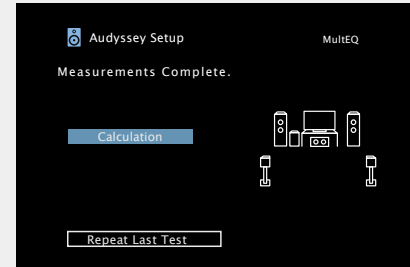 Audyssey Setup
MultEQ
Measurements Complete.
Calculation
Repeat Last Test